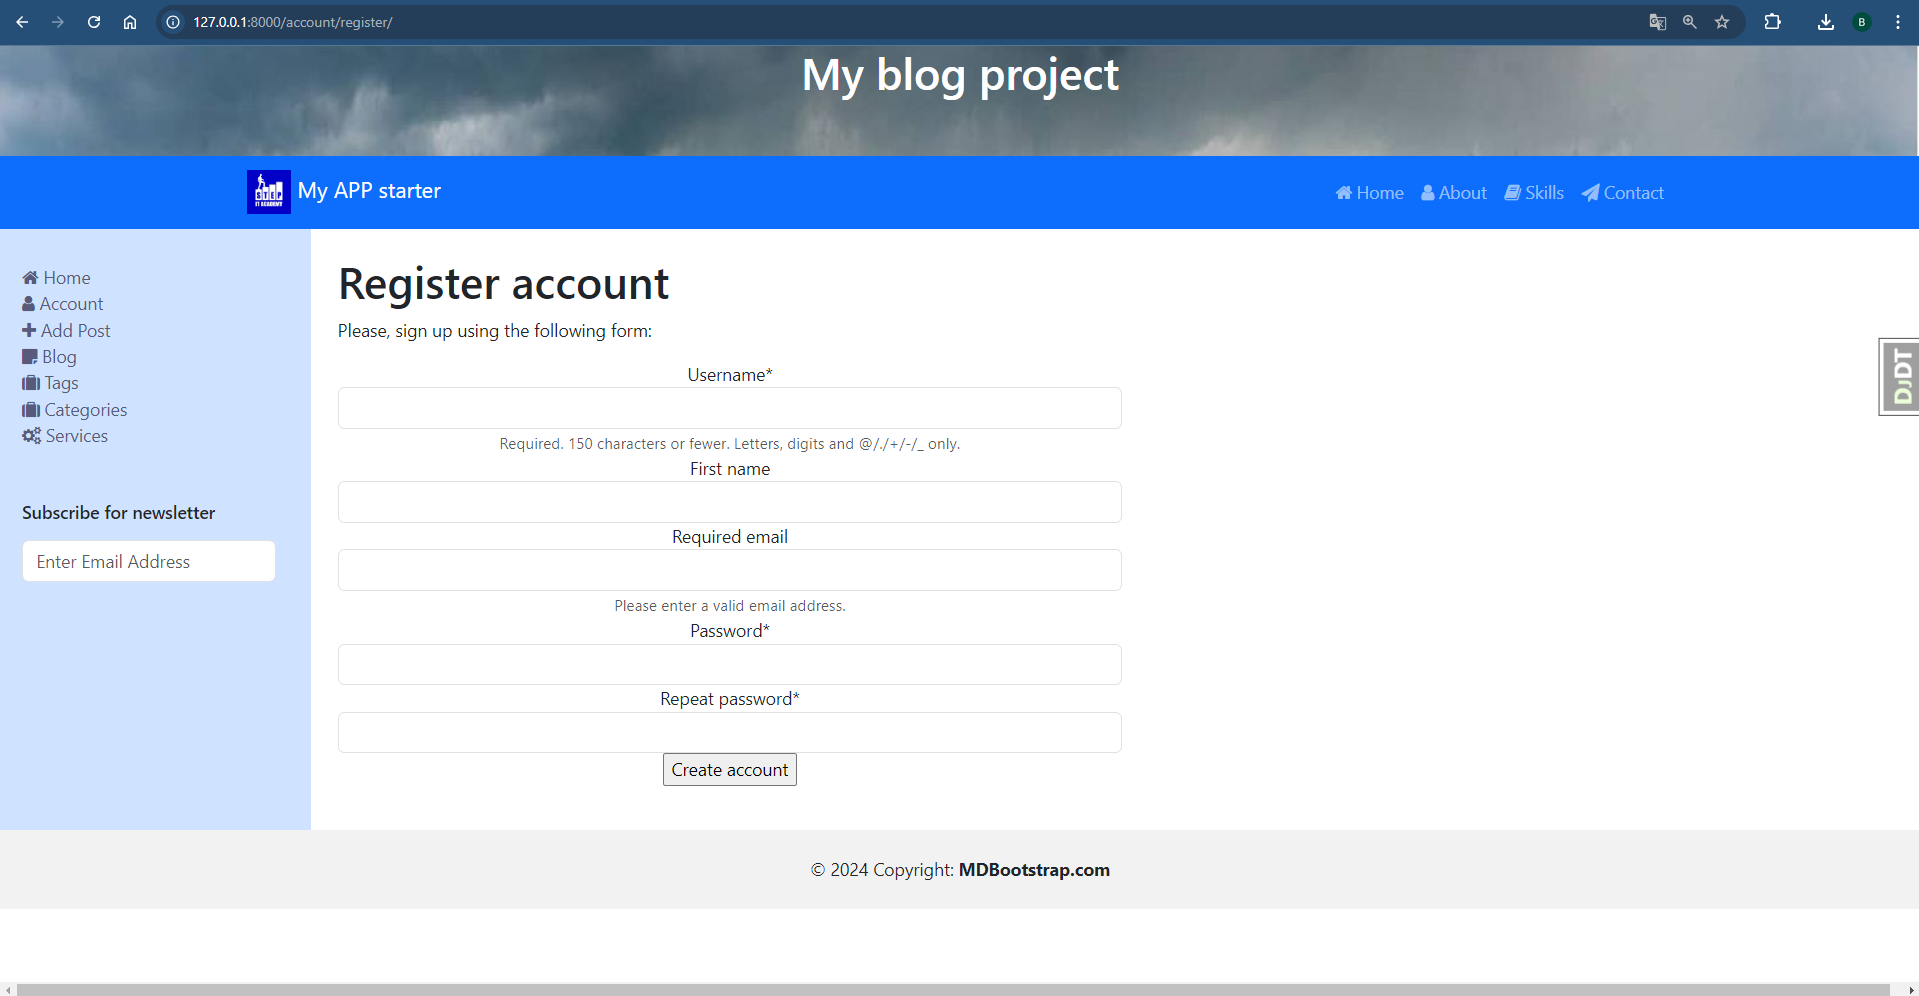 127.0.0.1:8000/account/register/
B
My blog project
STEP
IT ACADEMY
My APP starter
Home About Skills Contact
Home
Account
Add Post
Blog
Tags
Categories
Services
Subscribe for newsletter
Enter Email Address
Register account
Please, sign up using the following form:
Username*
Required. 150 characters or fewer. Letters, digits and @/./+/-/_ only.
First name
Required email
Please enter a valid email address.
Password*
Repeat password*
Create account
DjDT
© 2024 Copyright: MDBootstrap.com